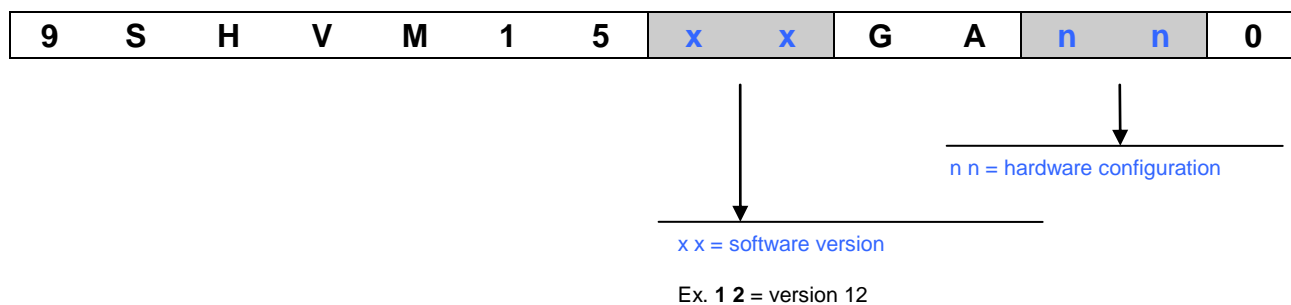 9 S H V M 1 5 x x G A n n 0
n n = hardware configuration
x x = software version
Ex. 1 2 = version 12